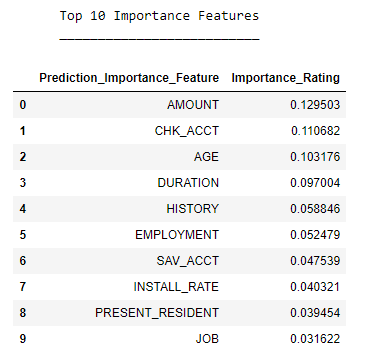 Top 10 Importance Features
Prediction_Importance_Feature Importance_Rating
0 AMOUNT 0.129503
1 CHK_ACCT 0.110682
2 AGE 0.103176
3 DURATION 0.097004
4 HISTORY 0.058846
5 EMPLOYMENT 0.052479
6 SAV_ACCT 0.047539
7 INSTALL_RATE 0.040321
8 PRESENT_RESIDENT 0.039454
9 JOB 0.031622